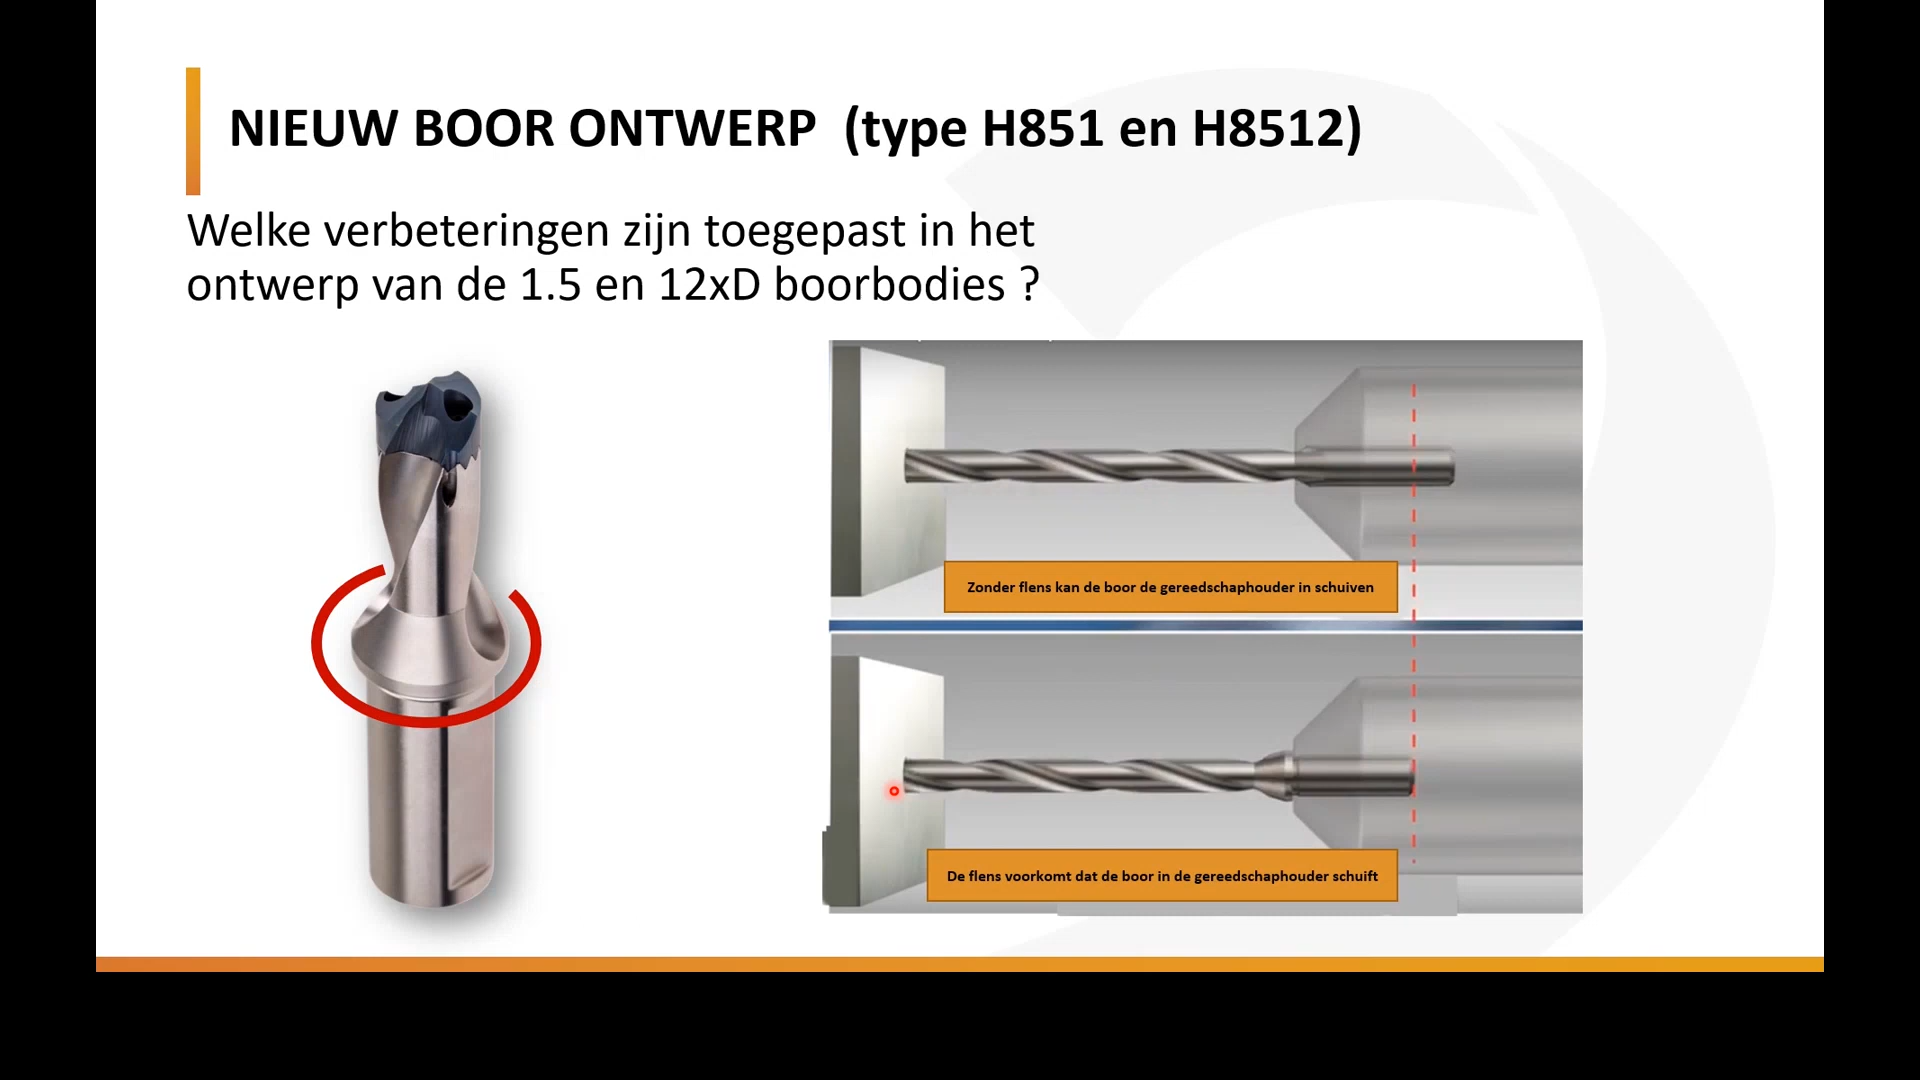 NIEUW BOOR ONTWERP  (type H851 en H8512)
Welke verbeteringen zijn toegepast in het
ontwerp van de 1.5 en 12xD boorbodies ?
Zonder flens kan de boor de gereedschaphouder in schuiven
De flens voorkomt dat de boor in de gereedschaphouder schuift